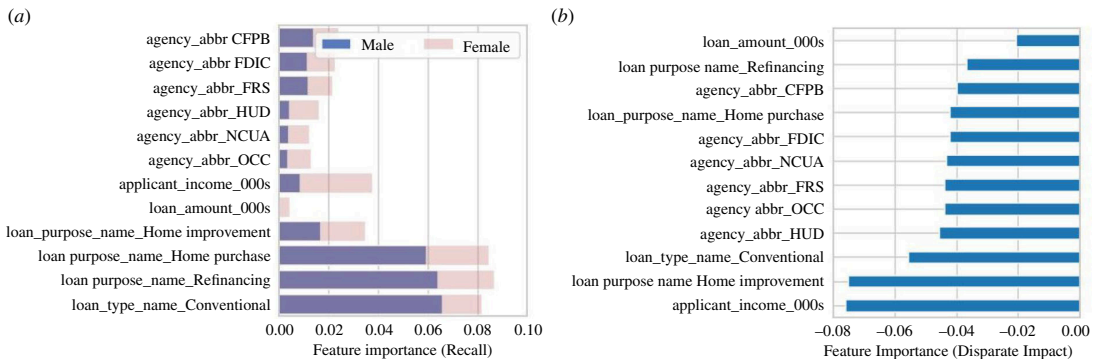 (a)
agency_abbr CFPB
agency_abbr FDIC
agency_abbr_FRS
agency_abbr_HUD
agency_abbr_NCUA
agency_abbr_OCC
applicant_income_000s
loan_amount_000s
loan_purpose_name_Home improvement
loan purpose_name_Home purchase
loan purpose_name_Refinancing
loan_type_name_Conventional
Male Female
0.00 0.02 0.04 0.06 0.08 0.10
Feature importance (Recall)
(b)
loan_amount_000s
loan purpose name_Refinancing
agency_abbr_CFPB
loan_purpose_name_Home purchase
agency_abbr_FDIC
agency_abbr_NCUA
agency_abbr_FRS
agency abbr_OCC
agency_abbr_HUD
loan_type_name_Conventional
loan purpose name Home improvement
applicant_income_000s
–0.08 –0.06 –0.04 –0.02 0.00
Feature Importance (Disparate Impact)